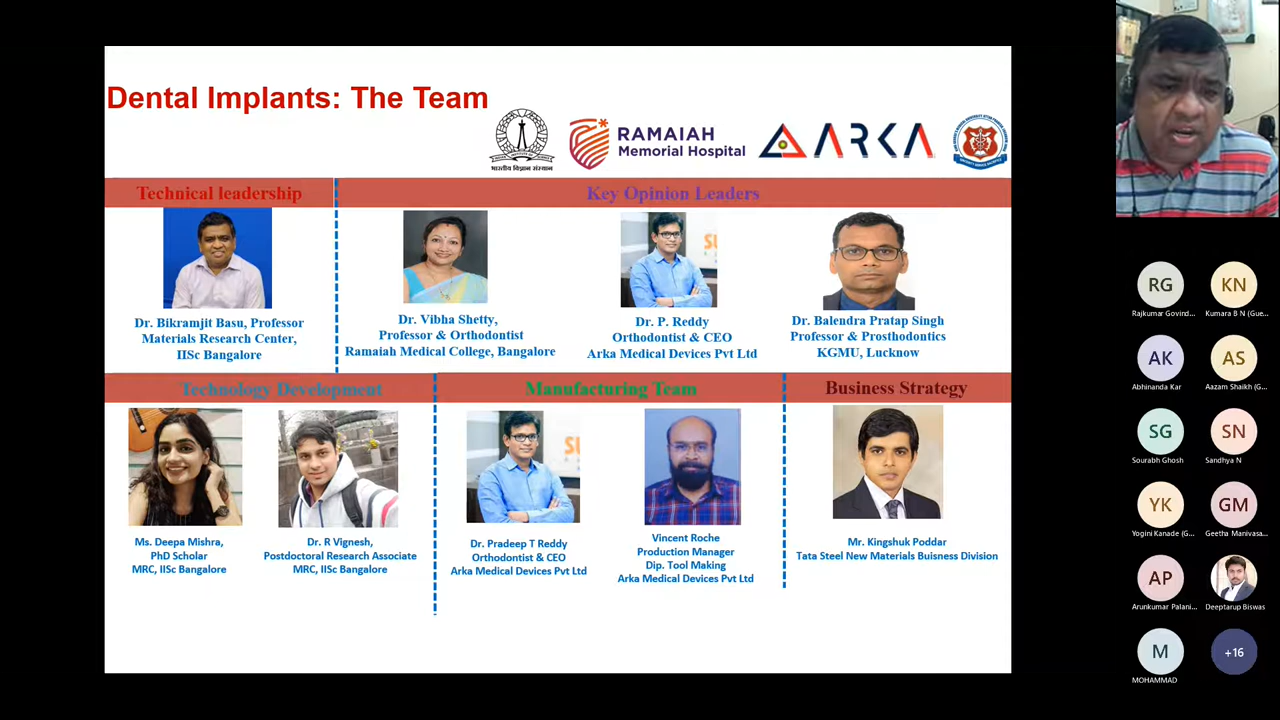 Dental Implants: The Team
भारतीय विज्ञान संस्थान
RAMAIAH
Memorial Hospital
ARKA
Technical leadership
Key Opinion Leaders
Dr. Bikramjit Basu, Professor
Materials Research Center,
IISc Bangalore
Dr. Vibha Shetty,
Professor & Orthodontist
Ramaiah Medical College, Bangalore
Dr. P. Reddy
Orthodontist & CEO
Arka Medical Devices Pvt Ltd
Dr. Balendra Pratap Singh
Professor & Prosthodontics
KGMU, Lucknow
Technology Development
Manufacturing Team
Business Strategy
Ms. Deepa Mishra,
PhD Scholar
MRC, IISc Bangalore
Dr. R Vignesh,
Postdoctoral Research Associate
MRC, IISc Bangalore
Dr. Pradeep T Reddy
Orthodontist & CEO
Arka Medical Devices Pvt Ltd
Vincent Roche
Production Manager
Dip. Tool Making
Arka Medical Devices Pvt Ltd
Mr. Kingshuk Poddar
Tata Steel New Materials Buisness Division
RG
Rajkumar Govind...
KN
Kumara B N (Gue...
AK
Abhinanda Kar
AS
Aazam Shaikh (G...
SG
Sourabh Ghosh
SN
Sandhya N
YK
Yogini Kanade (G...
GM
Geetha Manivasa...
AP
Arunkumar Palani...
Deeptarup Biswas
M
MOHAMMAD
+16